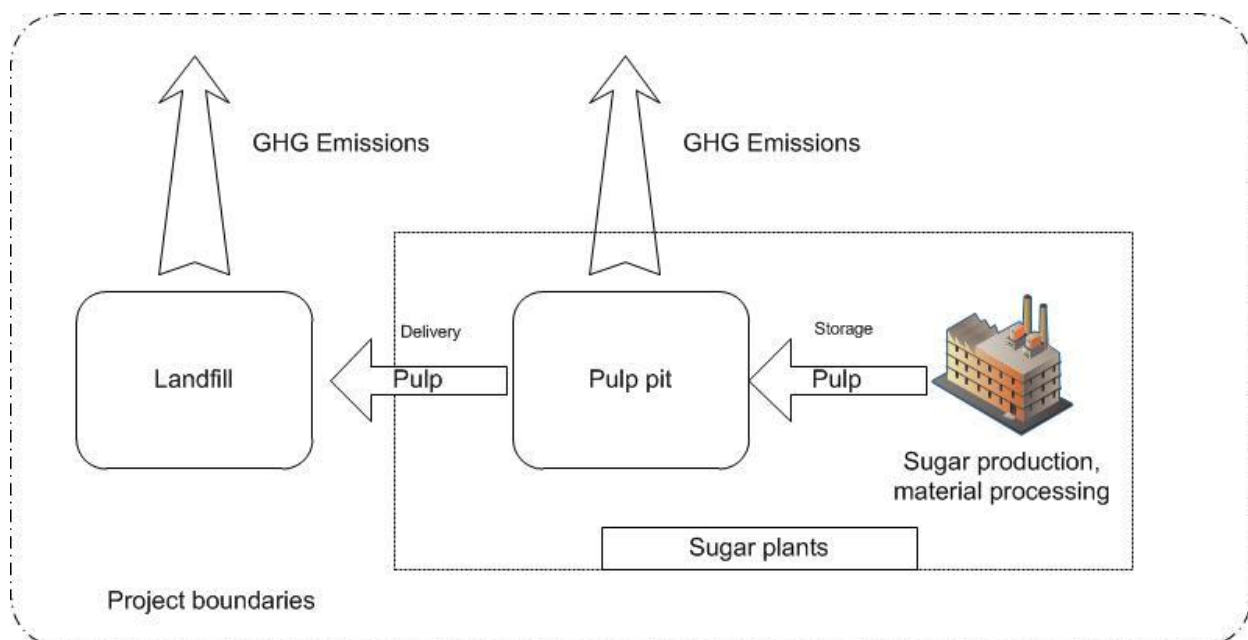 GHG Emissions
GHG Emissions
Delivery
Storage
Landfill
Pulp
Pulp pit
Pulp
Sugar production,
material processing
Sugar plants
Project boundaries